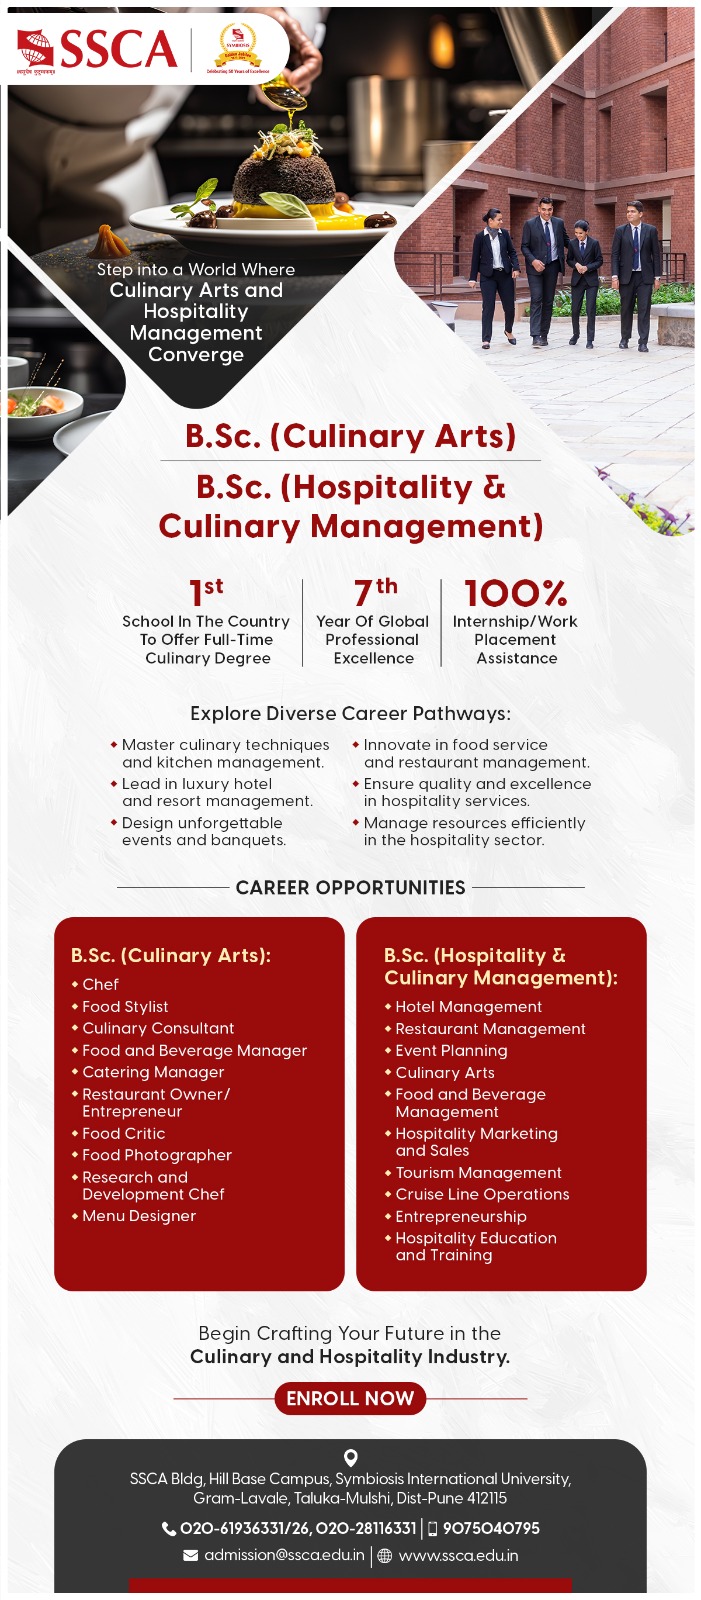 SSCA
SYMBIOSIS
Golden Jubilee
Celebrating 50 Years of Excellence
Step into a World Where
Culinary Arts and
Hospitality
Management
Converge
B.Sc. (Culinary Arts)
B.Sc. (Hospitality &
Culinary Management)
1st
School In The Country
To Offer Full-Time
Culinary Degree
7th
Year Of Global
Professional
Excellence
100%
Internship/Work
Placement
Assistance
Explore Diverse Career Pathways:
Master culinary techniques
and kitchen management.
Lead in luxury hotel
and resort management.
Design unforgettable
events and banquets.
Innovate in food service
and restaurant management.
Ensure quality and excellence
in hospitality services.
Manage resources efficiently
in the hospitality sector.
CAREER OPPORTUNITIES
B.Sc. (Culinary Arts):
Chef
Food Stylist
Culinary Consultant
Food and Beverage Manager
Catering Manager
Restaurant Owner/
Entrepreneur
Food Critic
Food Photographer
Research and
Development Chef
Menu Designer
B.Sc. (Hospitality &
Culinary Management):
Hotel Management
Restaurant Management
Event Planning
Culinary Arts
Food and Beverage
Management
Hospitality Marketing
and Sales
Tourism Management
Cruise Line Operations
Entrepreneurship
Hospitality Education
and Training
Begin Crafting Your Future in the
Culinary and Hospitality Industry.
ENROLL NOW
SSCA Bldg, Hill Base Campus, Symbiosis International University,
Gram-Lavale, Taluka-Mulshi, Dist-Pune 412115
020-61936331/26, 020-28116331 | 9075040795
admission@ssca.edu.in | www.ssca.edu.in